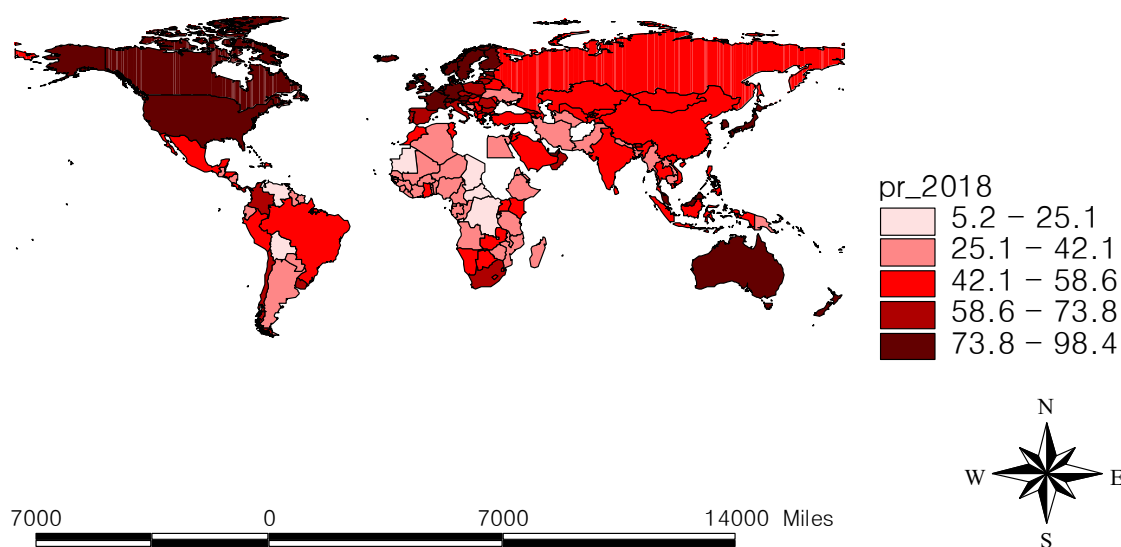 pr_2018
5.2 - 25.1
25.1 - 42.1
42.1 - 58.6
58.6 - 73.8
73.8 - 98.4
N
W E
S
7000 0 7000 14000 Miles